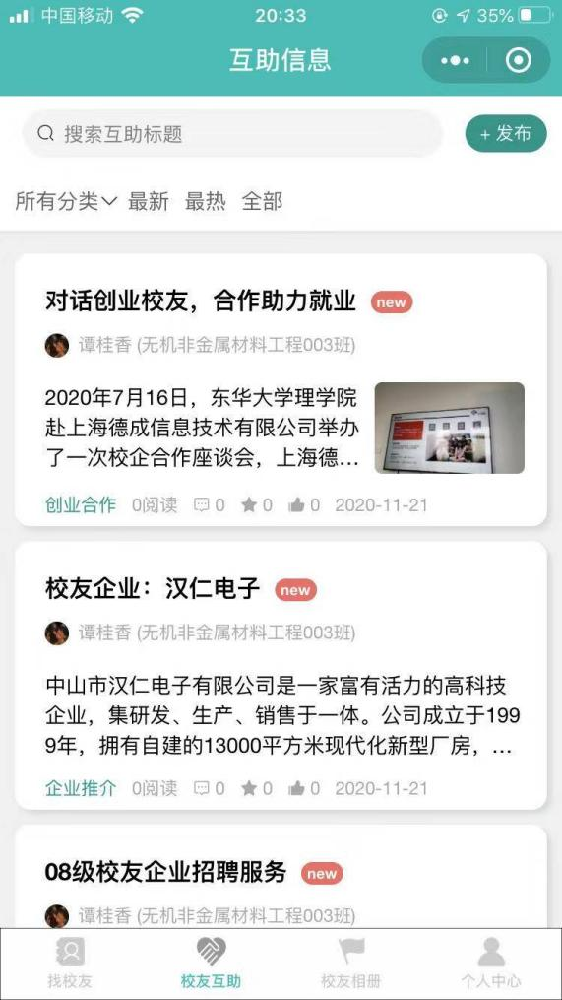 中国移动 20:33 35%
互助信息
搜索互助标题 + 发布
所有分类 最新 最热 全部
对话创业校友，合作助力就业 new
谭桂香 (无机非金属材料工程003班)
2020年7月16日，东华大学理学院
赴上海德成信息技术有限公司举办
了一次校企合作座谈会，上海德...
创业合作 0阅读 0 0 0 2020-11-21
校友企业：汉仁电子 new
谭桂香 (无机非金属材料工程003班)
中山市汉仁电子有限公司是一家富有活力的高科技
企业，集研发、生产、销售于一体。公司成立于199
9年，拥有自建的13000平方米现代化新型厂房，...
企业推介 0阅读 0 0 0 2020-11-21
08级校友企业招聘服务 new
谭桂香 (无机非金属材料工程003班)
找校友 校友互助 校友相册 个人中心